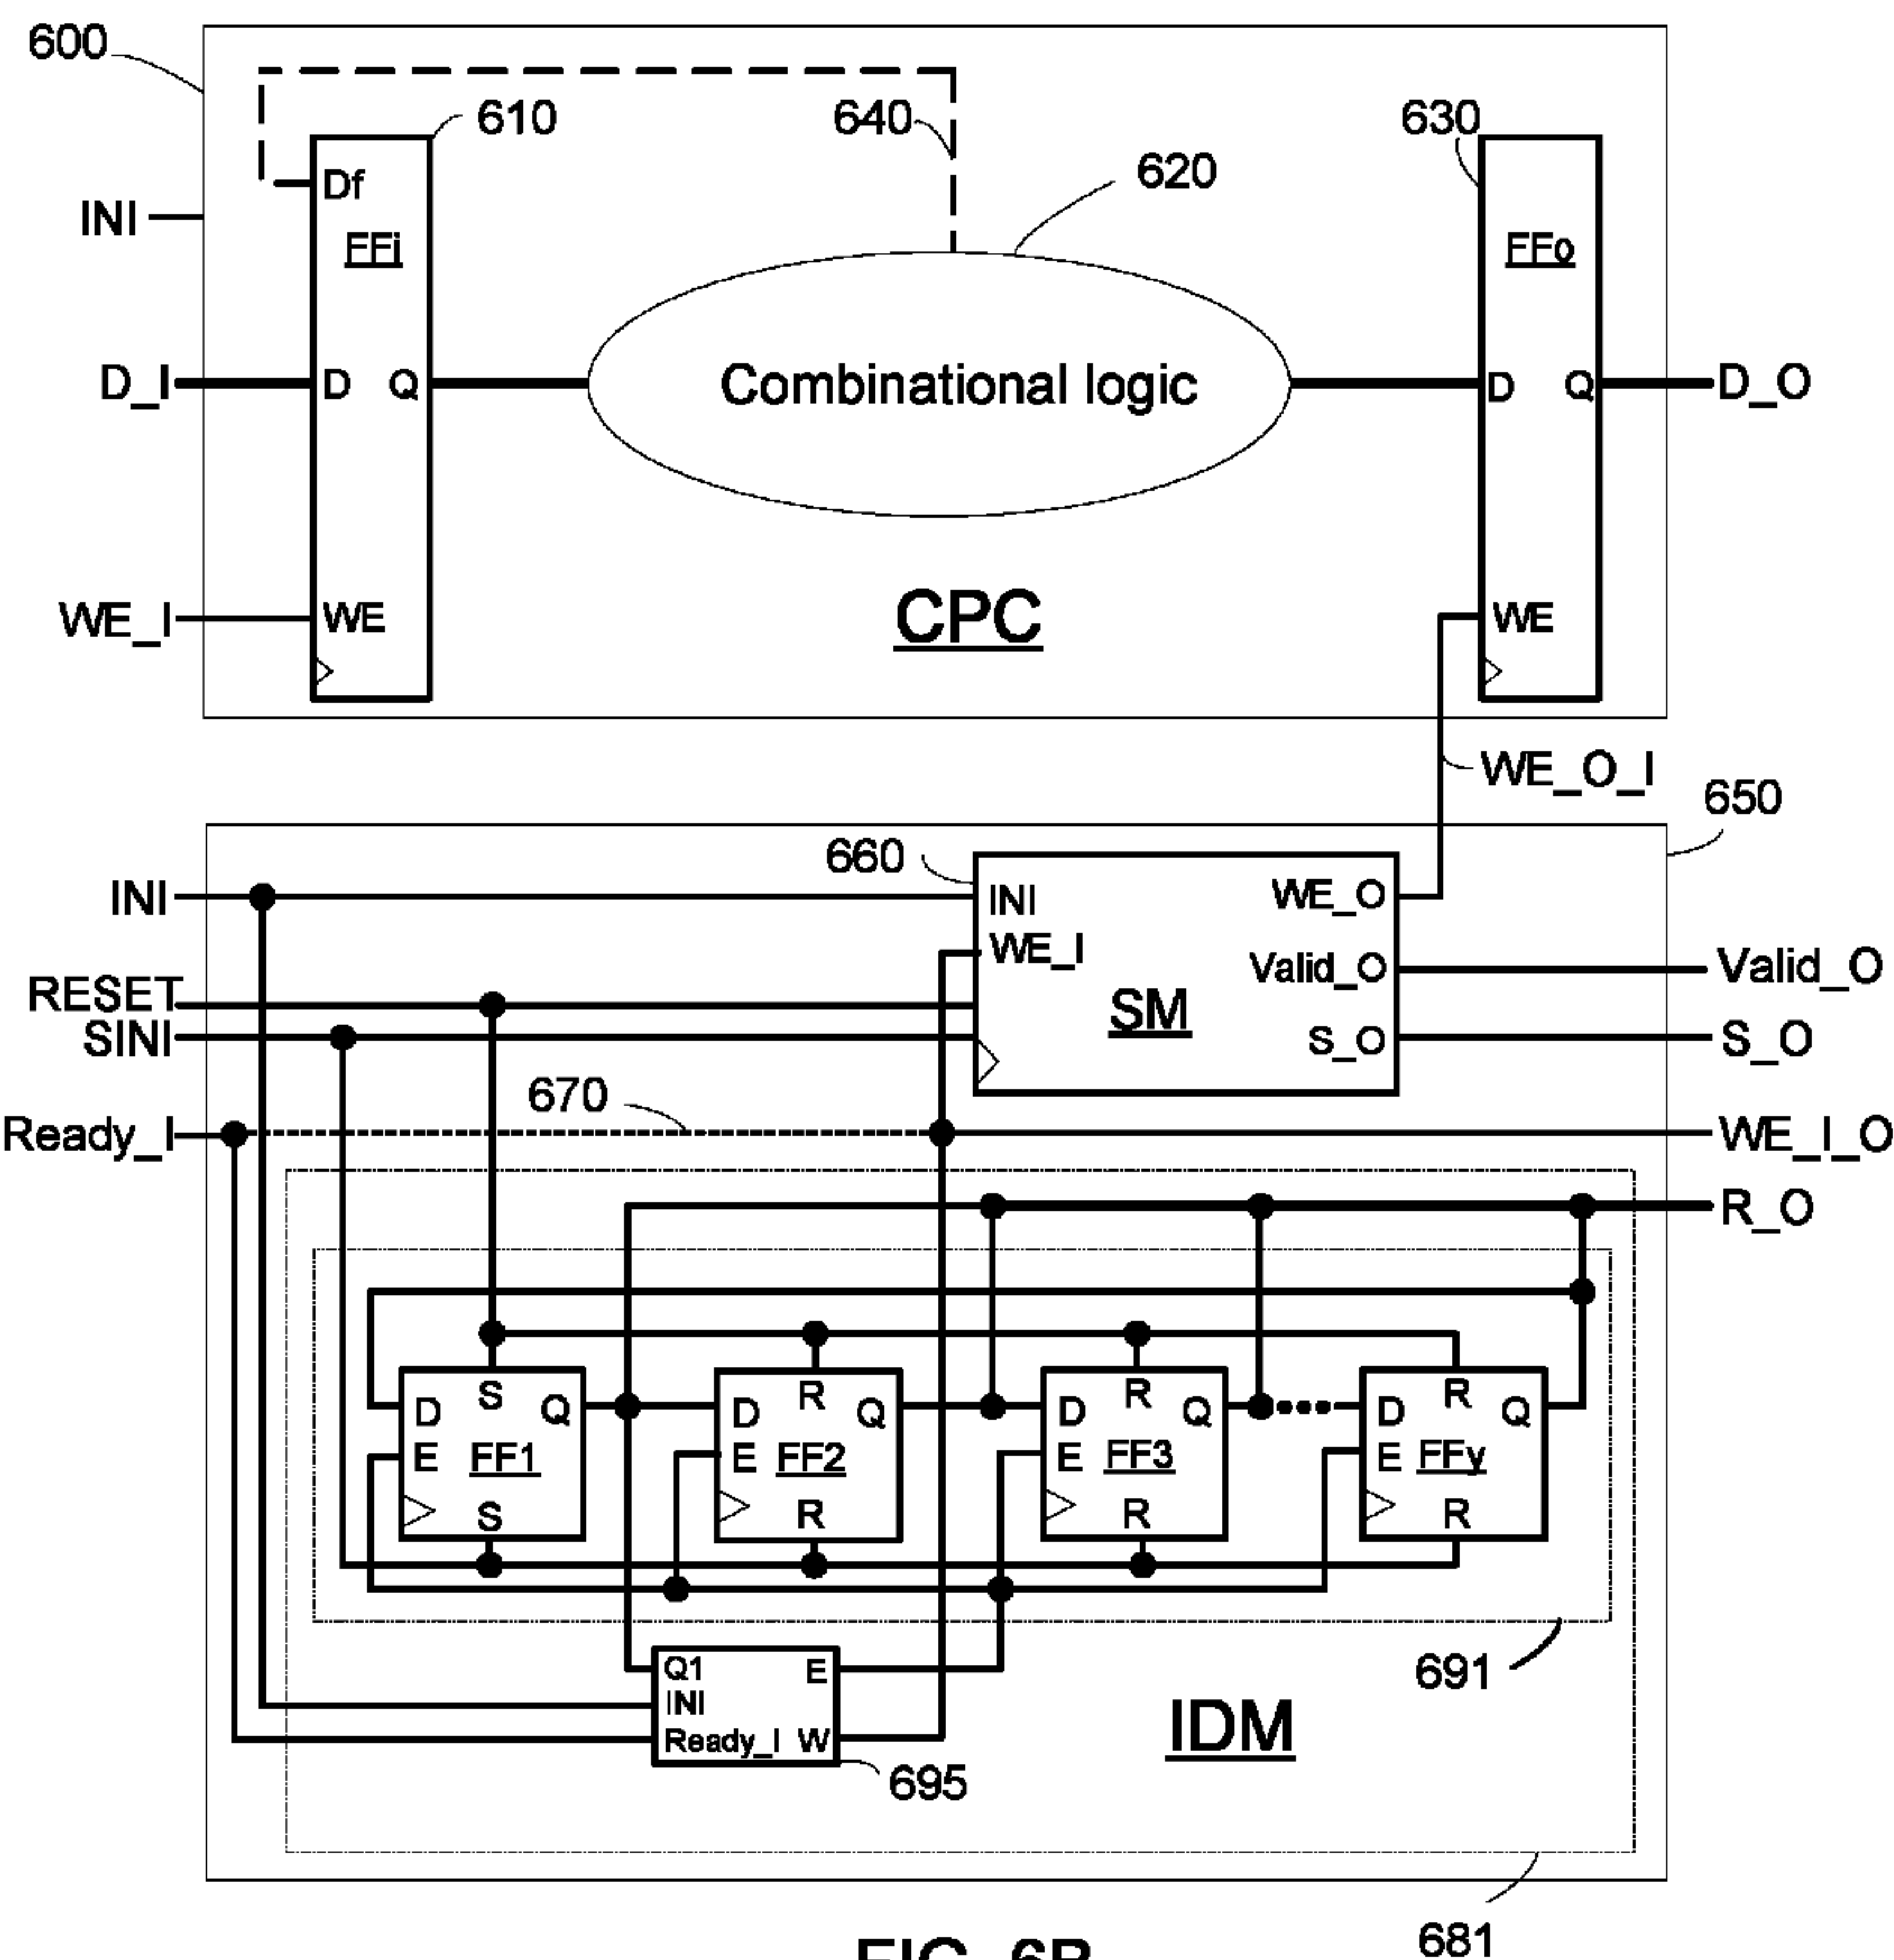 600
610
640
630
620
Df
INI
FFi
FFo
D_I
D
Q
Combinational logic
D
Q
D_O
WE_I
WE
CPC
WE
WE_O_I
650
660
INI
INI
WE_O
WE_I
Valid_O
Valid_O
RESET
SM
SINI
S_O
S_O
670
Ready_I
WE_I_O
R_O
S
R
R
R
D
Q
D
Q
D
Q
D
Q
E
FF1
E
FF2
E
FF3
E
FFy
S
R
R
R
Q1
E
691
INI
IDM
Ready_I
W
695
681
FIG. 6B